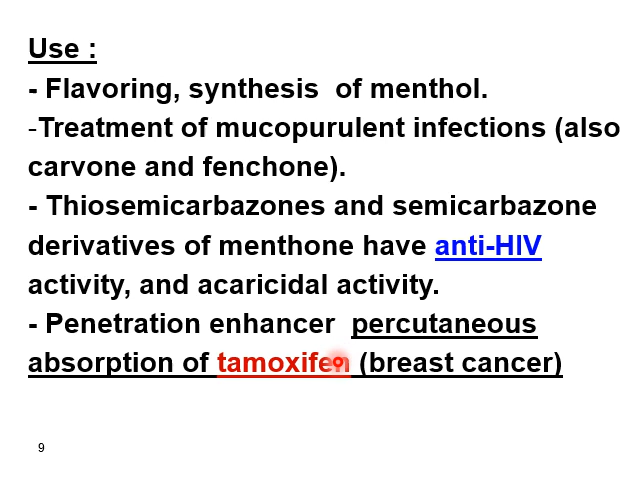 Use :
- Flavoring, synthesis  of menthol.
-Treatment of mucopurulent infections (also
carvone and fenchone).
- Thiosemicarbazones and semicarbazone
derivatives of menthone have anti-HIV
activity, and acaricidal activity.
- Penetration enhancer  percutaneous
absorption of tamoxifen (breast cancer)
9